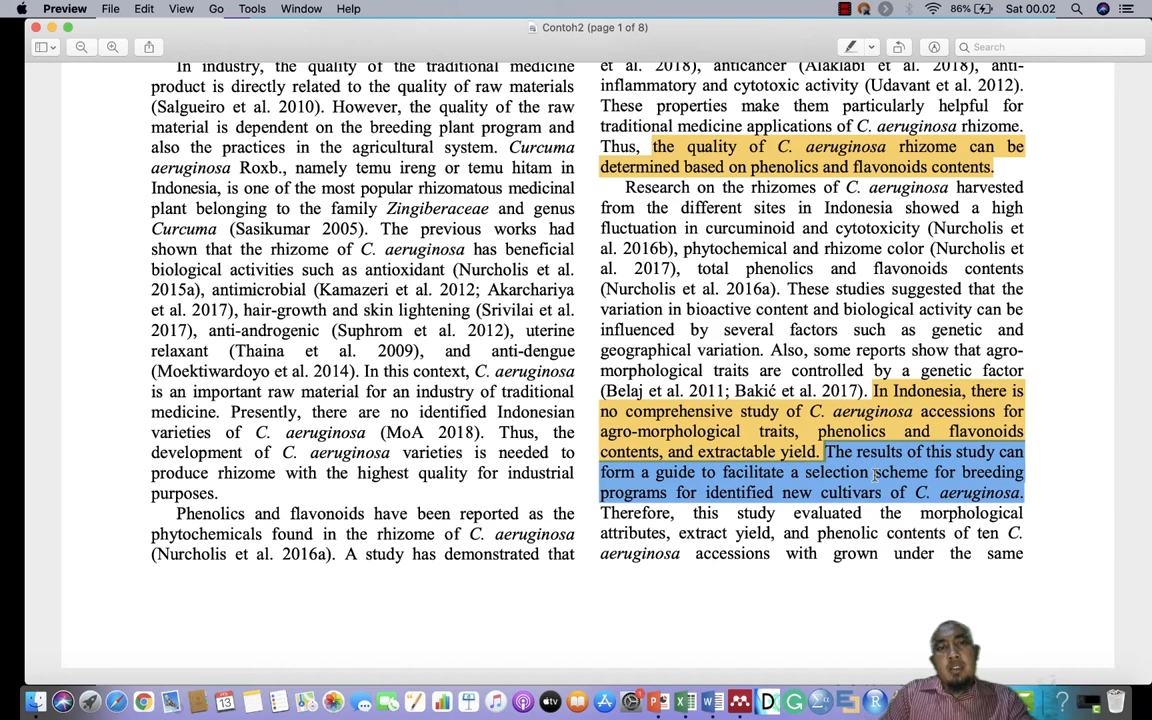 Preview File Edit View Go Tools Window Help 86% Sat 00.02
Contoh2 (page 1 of 8)
Search
In industry, the quality of the traditional medicine
product is directly related to the quality of raw materials
(Salgueiro et al. 2010). However, the quality of the raw
material is dependent on the breeding plant program and
also the practices in the agricultural system. Curcuma
aeruginosa Roxb., namely temu ireng or temu hitam in
Indonesia, is one of the most popular rhizomatous medicinal
plant belonging to the family Zingiberaceae and genus
Curcuma (Sasikumar 2005). The previous works had
shown that the rhizome of C. aeruginosa has beneficial
biological activities such as antioxidant (Nurcholis et al.
2015a), antimicrobial (Kamazeri et al. 2012; Akarchariya
et al. 2017), hair-growth and skin lightening (Srivilai et al.
2017), anti-androgenic (Suphrom et al. 2012), uterine
relaxant (Thaina et al. 2009), and anti-dengue
(Moektiwardoyo et al. 2014). In this context, C. aeruginosa
is an important raw material for an industry of traditional
medicine. Presently, there are no identified Indonesian
varieties of C. aeruginosa (MoA 2018). Thus, the
development of C. aeruginosa varieties is needed to
produce rhizome with the highest quality for industrial
purposes.
Phenolics and flavonoids have been reported as the
phytochemicals found in the rhizome of C. aeruginosa
(Nurcholis et al. 2016a). A study has demonstrated that
et al. 2018), anticancer (Alaklabi et al. 2018), anti-
inflammatory and cytotoxic activity (Udavant et al. 2012).
These properties make them particularly helpful for
traditional medicine applications of C. aeruginosa rhizome.
Thus, the quality of C. aeruginosa rhizome can be
determined based on phenolics and flavonoids contents.
Research on the rhizomes of C. aeruginosa harvested
from the different sites in Indonesia showed a high
fluctuation in curcuminoid and cytotoxicity (Nurcholis et
al. 2016b), phytochemical and rhizome color (Nurcholis et
al. 2017), total phenolics and flavonoids contents
(Nurcholis et al. 2016a). These studies suggested that the
variation in bioactive content and biological activity can be
influenced by several factors such as genetic and
geographical variation. Also, some reports show that agro-
morphological traits are controlled by a genetic factor
(Belaj et al. 2011; Bakić et al. 2017). In Indonesia, there is
no comprehensive study of C. aeruginosa accessions for
agro-morphological traits, phenolics and flavonoids
contents, and extractable yield. The results of this study can
form a guide to facilitate a selection scheme for breeding
programs for identified new cultivars of C. aeruginosa.
Therefore, this study evaluated the morphological
attributes, extract yield, and phenolic contents of ten C.
aeruginosa accessions with grown under the same